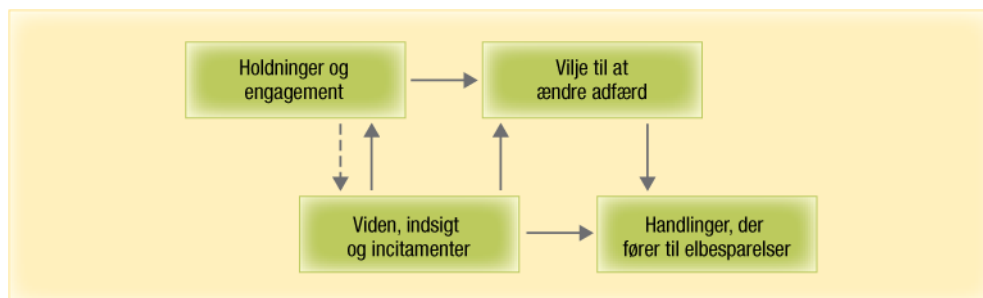 Holdninger og
engagement
Vilje til at
ændre adfærd
Viden, indsigt
og incitamenter
Handlinger, der
fører til elbesparelser